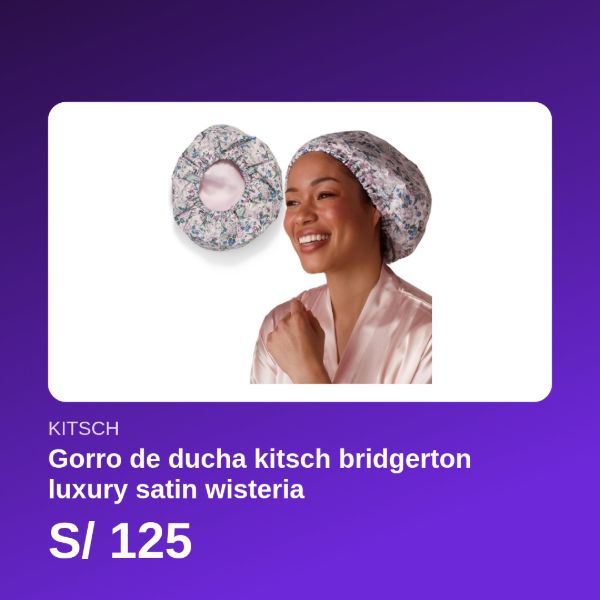 KITSCH
Gorro de ducha kitsch bridgerton
luxury satin wisteria
S/ 125